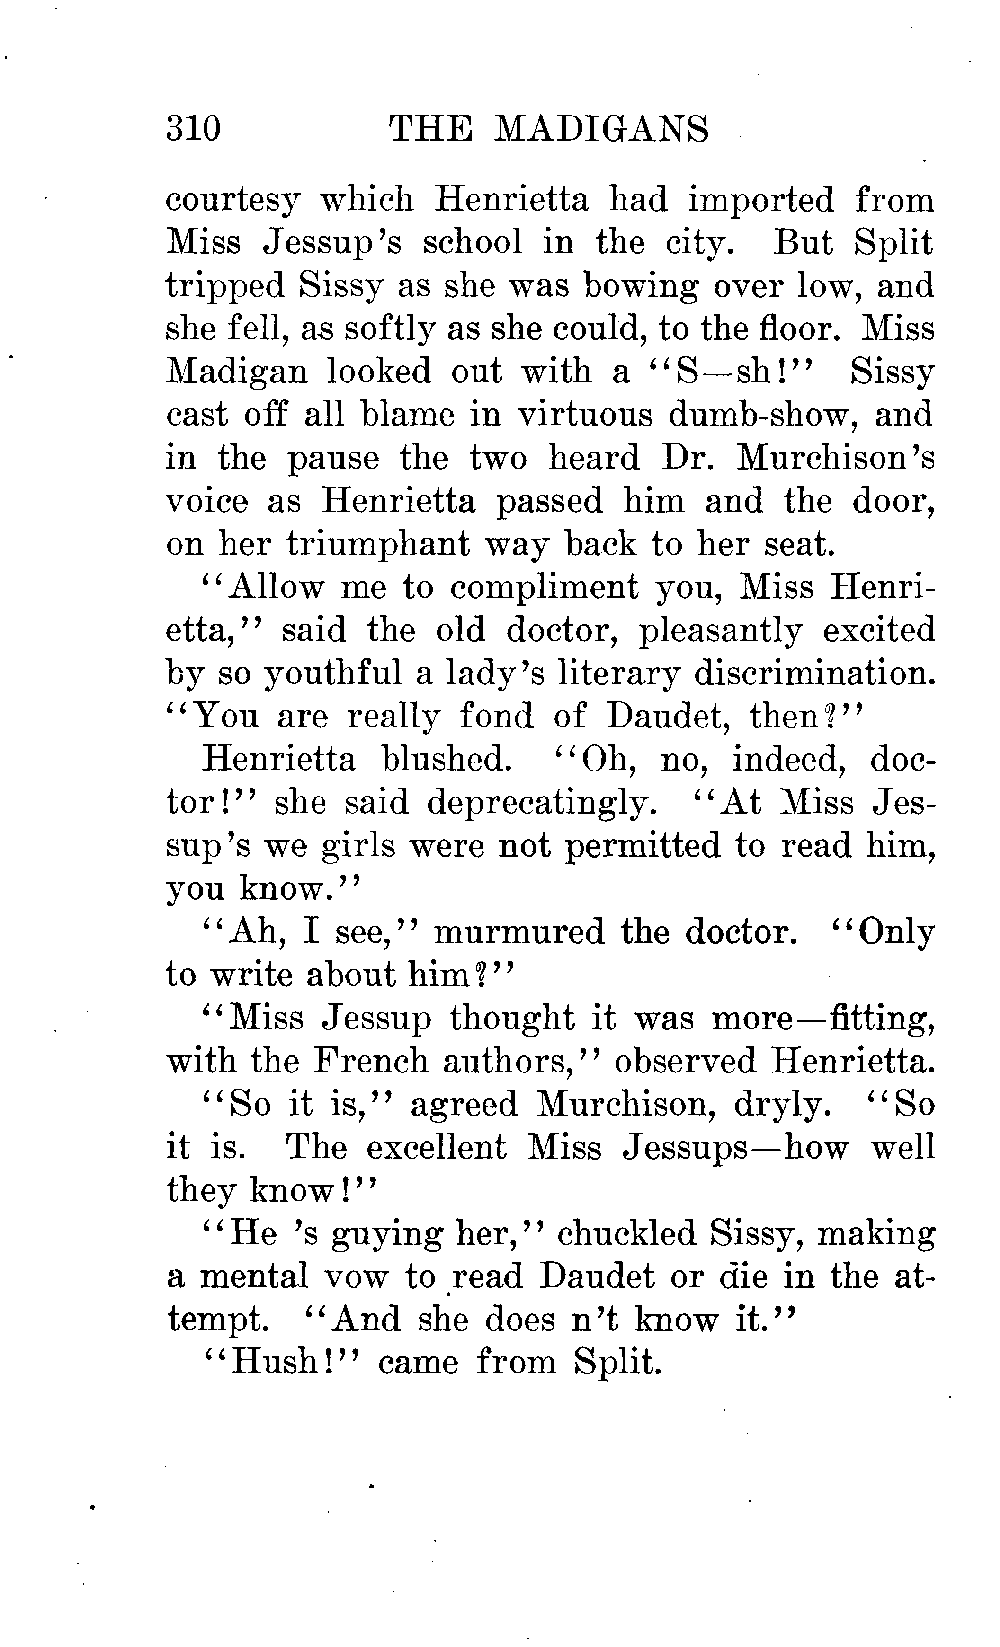 310 THE MADIGANS
courtesy which Henrietta had imported from
Miss Jessup's school in the city. But Split
tripped Sissy as she was bowing over low, and
she fell, as softly as she could, to the floor. Miss
Madigan looked out with a "S—sh!" Sissy
cast off all blame in virtuous dumb-show, and
in the pause the two heard Dr. Murchison's
voice as Henrietta passed him and the door,
on her triumphant way back to her seat.
"Allow me to compliment you, Miss Henri-
etta," said the old doctor, pleasantly excited
by so youthful a lady's literary discrimination.
"You are really fond of Daudet, then?"
Henrietta blushed. "Oh, no, indeed, doc-
tor!" she said deprecatingly. "At Miss Jes-
sup's we girls were not permitted to read him,
you know."
"Ah, I see," murmured the doctor. "Only
to write about him?"
"Miss Jessup thought it was more—fitting,
with the French authors," observed Henrietta.
"So it is," agreed Murchison, dryly. "So
it is. The excellent Miss Jessups—how well
they know!"
"He 's guying her," chuckled Sissy, making
a mental vow to read Daudet or die in the at-
tempt. "And she does n't know it."
"Hush!" came from Split.